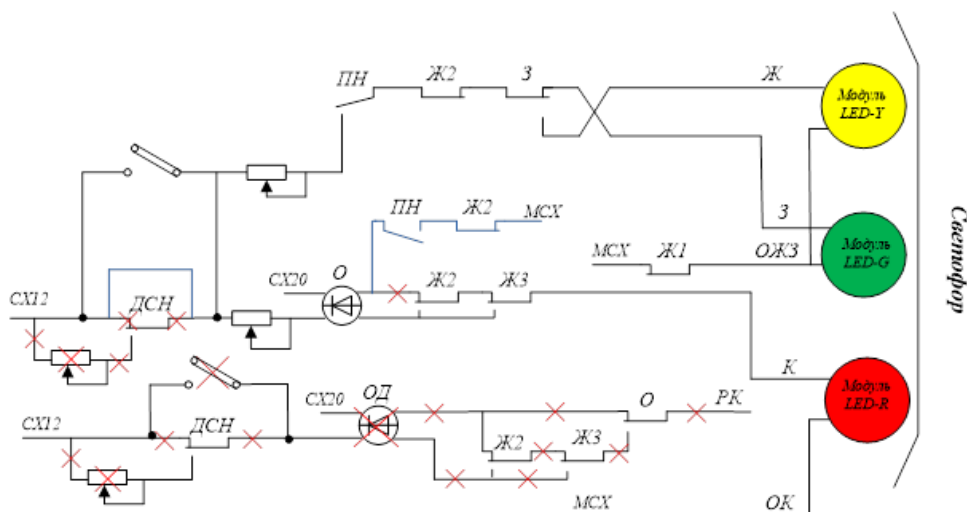 ПН
Ж2
З
Ж
Модуль
LED-Y
ПН
Ж2
МСХ
З
МСХ
Ж1
ОЖЗ
Модуль
LED-G
СХ20
О
Ж2
Ж3
СХ12
ДСН
К
Модуль
LED-R
СХ20
ОД
О
РК
СХ12
ДСН
Ж2
Ж3
МСХ
ОК
Светофор